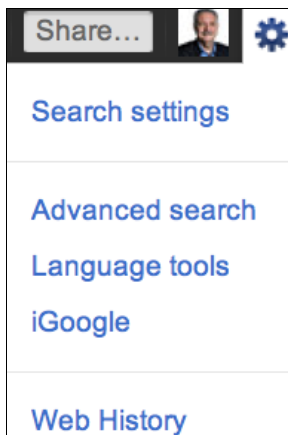 Share…
Search settings
Advanced search
Language tools
iGoogle
Web History